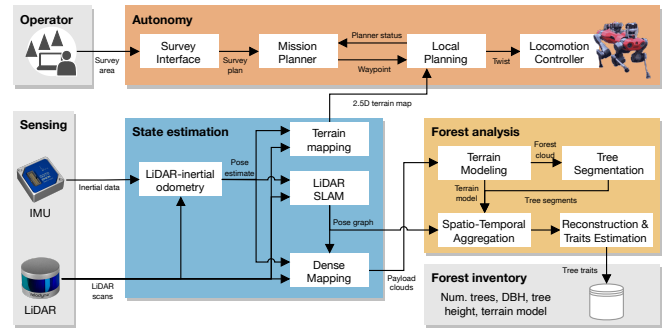 Operator
Autonomy
Survey
area
Survey
Interface
Survey
plan
Mission
Planner
Planner status
Waypoint
Local
Planning
Twist
Locomotion
Controller
2.5D terrain map
Sensing
IMU
LiDAR
Inertial data
LiDAR
scans
State estimation
LiDAR-inertial
odometry
Pose
estimate
Terrain
mapping
LiDAR
SLAM
Pose graph
Dense
Mapping
Payload
clouds
Forest analysis
Terrain
Modeling
Forest
cloud
Tree
Segmentation
Terrain
model
Tree segments
Spatio-Temporal
Aggregation
Reconstruction &
Traits Estimation
Tree traits
Forest inventory
Num. trees, DBH, tree
height, terrain model